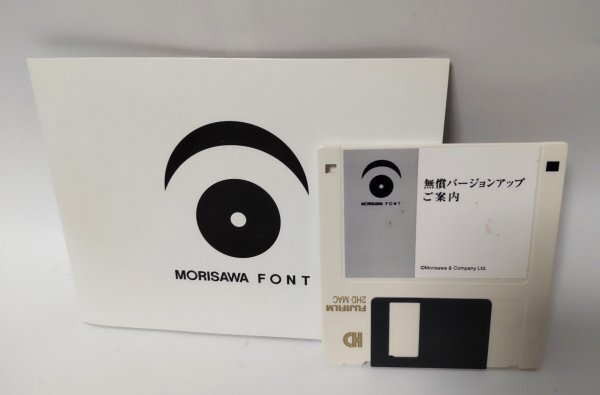 MORISAWA FONT
MORISAWA FONT
無償バージョンアップ
ご案内
©Morisawa & Company Ltd.
FUJIFILM
2HD MAC
HD